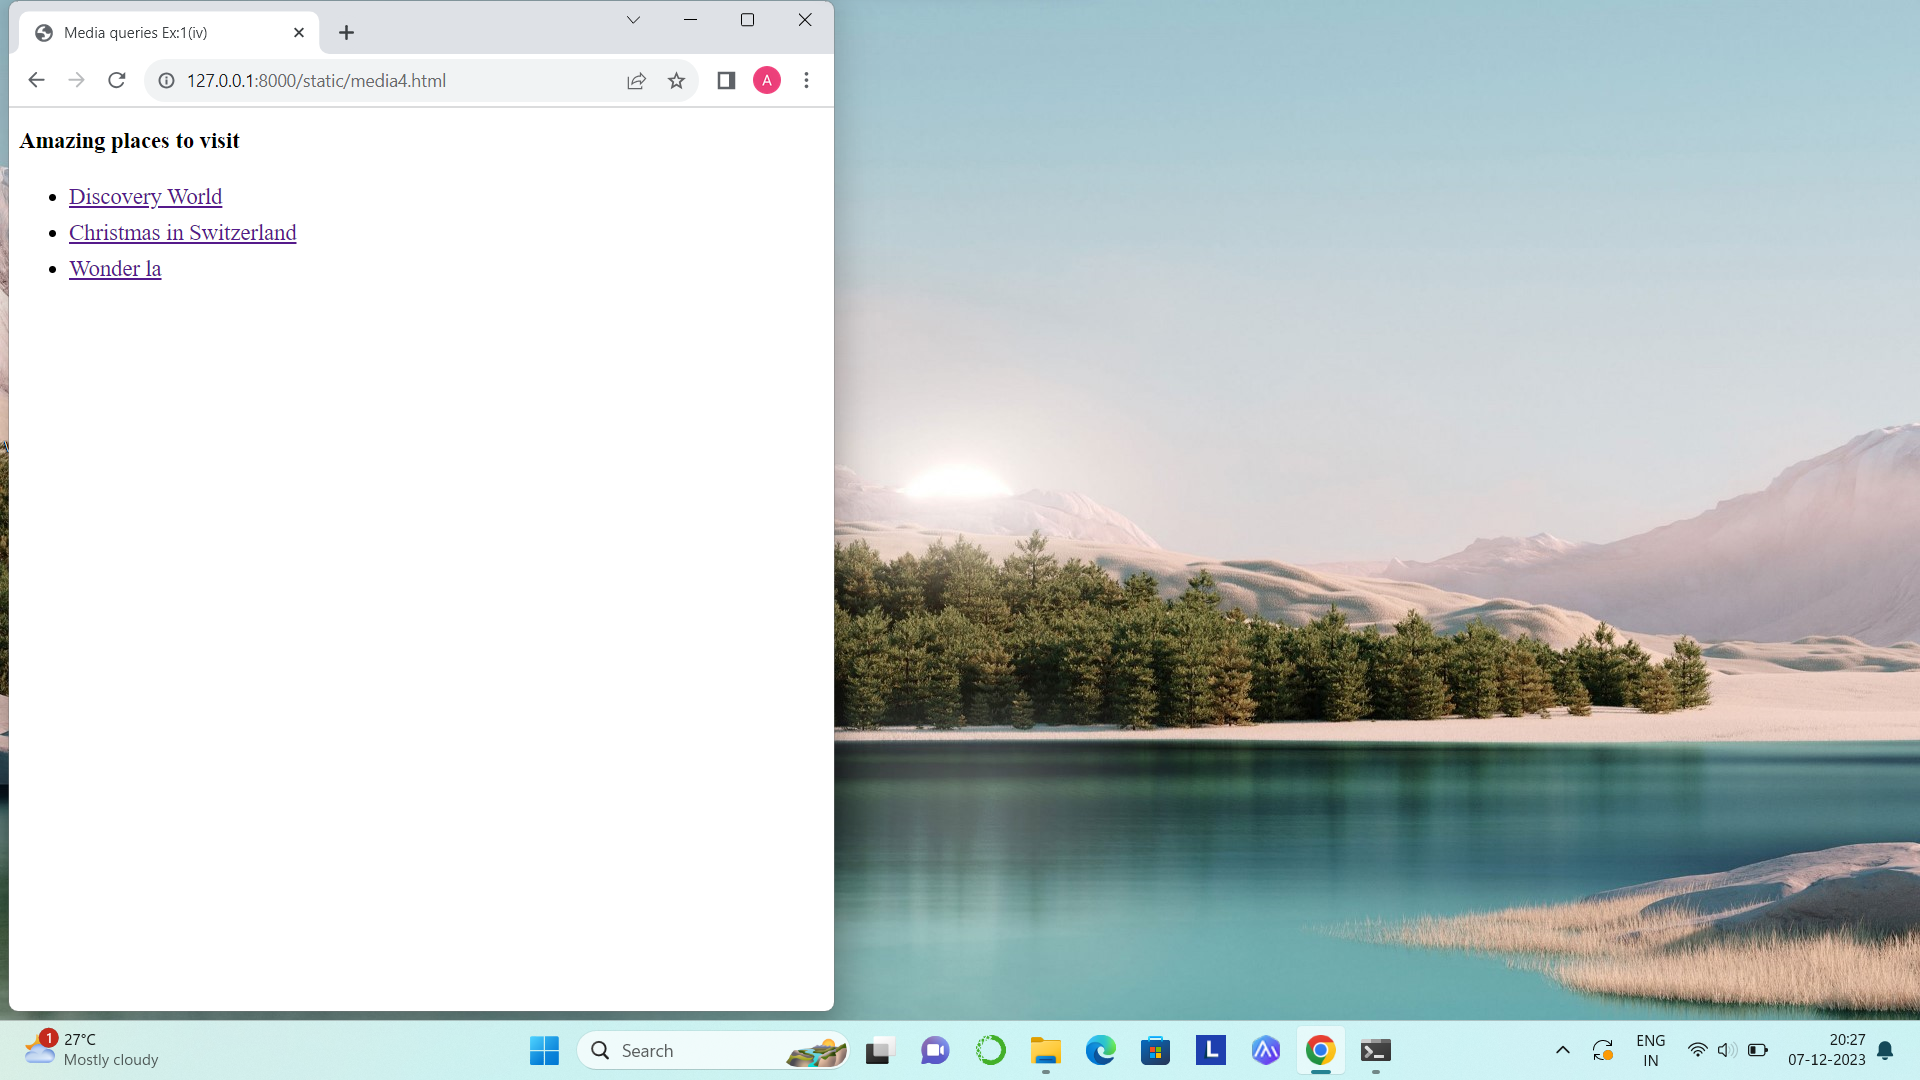 Media queries Ex:1(iv)
127.0.0.1:8000/static/media4.html
A
Amazing places to visit
Discovery World
Christmas in Switzerland
Wonder la
1
27°C
Mostly cloudy
Search
L
ENG
IN
20:27
07-12-2023